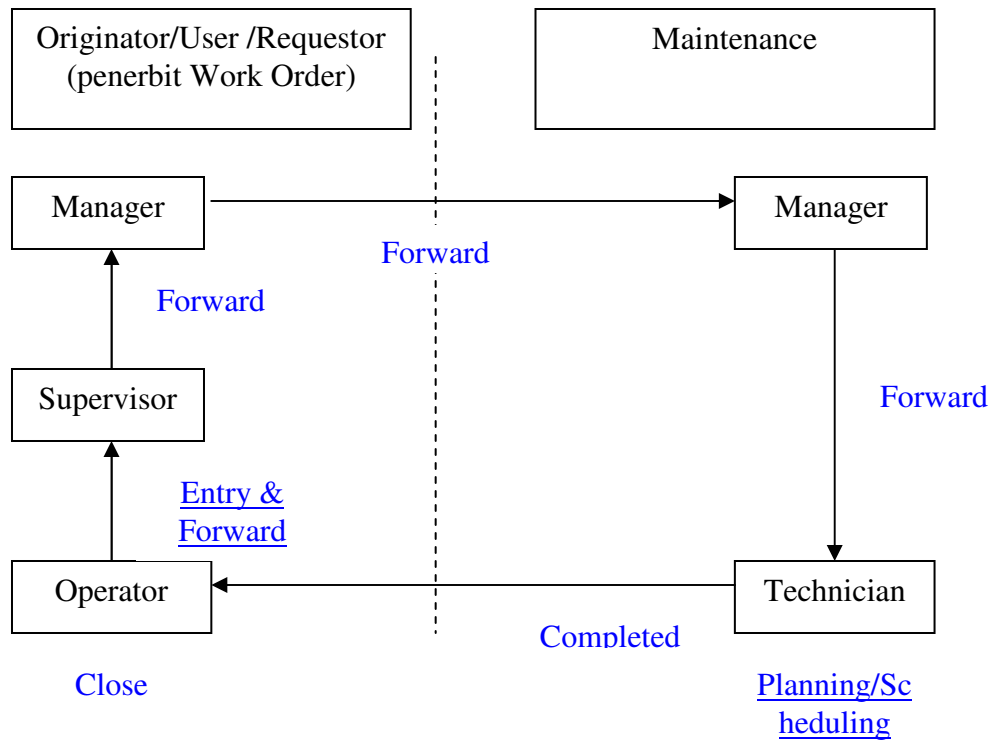 Originator/User /Requestor
(penerbit Work Order)
Maintenance
Manager
Manager
Forward
Forward
Supervisor
Forward
Entry &
Forward
Operator
Technician
Completed
Close
Planning/Sc
heduling